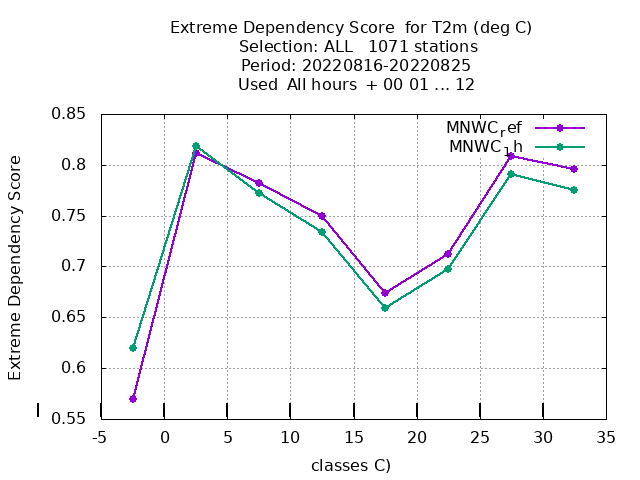 Extreme Dependency Score for T2m (deg C)
Selection: ALL 1071 stations
Period: 20220816-20220825
Used All hours + 00 01 ... 12
MNWC_ref
MNWC_1h
0.85
0.8
0.75
0.7
0.65
0.6
0.55
Extreme Dependency Score
-5 0 5 10 15 20 25 30 35
classes C)